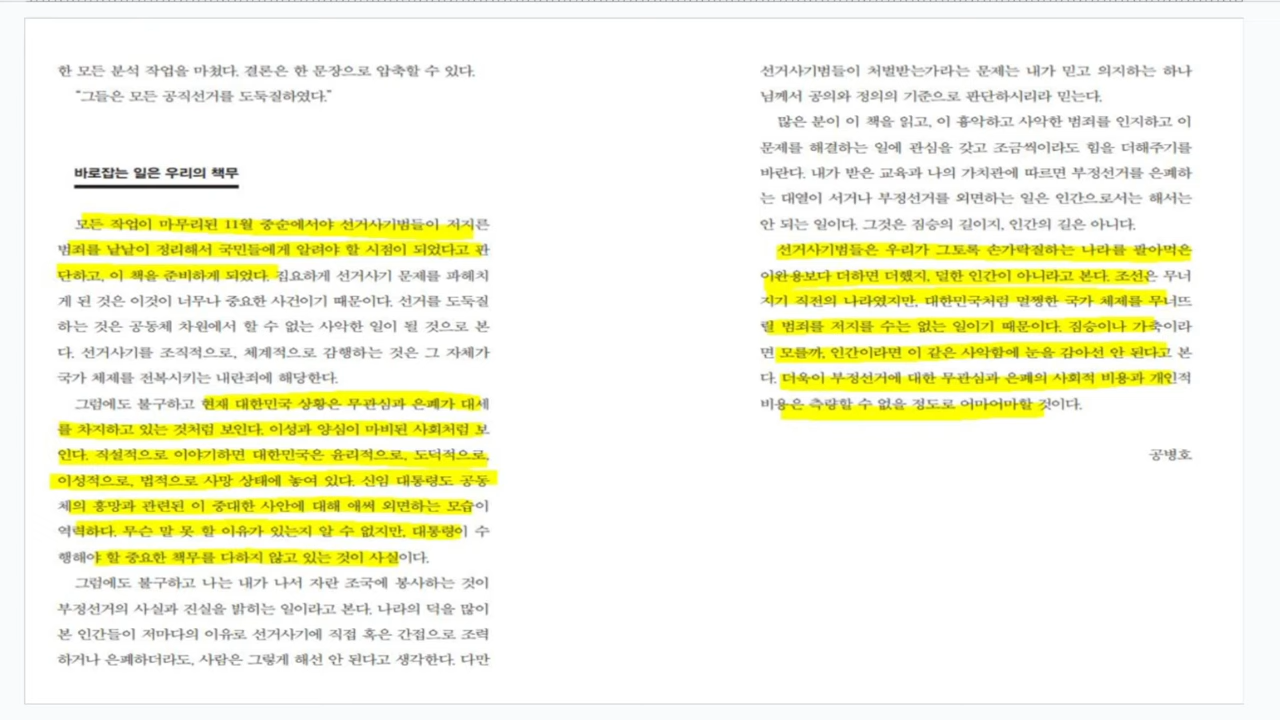 한 모든 분석 작업을 마쳤다. 결론은 한 문장으로 압축할 수 있다.
“그들은 모든 공직선거를 도둑질하였다.”
바로잡는 일은 우리의 책무
모든 작업이 마무리된 11월 중순에서야 선거사기범들이 저지른
범죄를 낱낱이 정리해서 국민들에게 알려야 할 시점이 되었다고 판
단하고, 이 책을 준비하게 되었다. 집요하게 선거사기 문제를 파헤치
게 된 것은 이것이 너무나 중요한 사건이기 때문이다. 선거를 도둑질
하는 것은 공동체 차원에서 할 수 없는 사악한 일이 될 것으로 본
다. 선거사기를 조직적으로, 체계적으로 감행하는 것은 그 자체가
국가 체제를 전복시키는 내란죄에 해당한다.
그럼에도 불구하고 현재 대한민국 상황은 무관심과 은폐가 대세
를 차지하고 있는 것처럼 보인다. 이성과 양심이 마비된 사회처럼 보
인다. 직설적으로 이야기하면 대한민국은 윤리적으로, 도덕적으로,
이성적으로, 법적으로 사망 상태에 놓여 있다. 신임 대통령도 공동
체의 흥망과 관련된 이 중대한 사안에 대해 애써 외면하는 모습이
역력하다. 무슨 말 못 할 이유가 있는지 알 수 없지만, 대통령이 수
행해야 할 중요한 책무를 다하지 않고 있는 것이 사실이다.
그럼에도 불구하고 나는 내가 나서 자란 조국에 봉사하는 것이
부정선거의 사실과 진실을 밝히는 일이라고 본다. 나라의 덕을 많이
본 인간들이 저마다의 이유로 선거사기에 직접 혹은 간접으로 조력
하거나 은폐하더라도, 사람은 그렇게 해선 안 된다고 생각한다. 다만
선거사기범들이 처벌받는가라는 문제는 내가 믿고 의지하는 하나
님께서 공의와 정의의 기준으로 판단하시리라 믿는다.
많은 분이 이 책을 읽고, 이 흉악하고 사악한 범죄를 인지하고 이
문제를 해결하는 일에 관심을 갖고 조금씩이라도 힘을 더해주기를
바란다. 내가 받은 교육과 나의 가치관에 따르면 부정선거를 은폐하
는 대열이 서거나 부정선거를 외면하는 일은 인간으로서는 해서는
안 되는 일이다. 그것은 짐승의 길이지, 인간의 길은 아니다.
선거사기범들은 우리가 그토록 손가락질하는 나라를 팔아먹은
이완용보다 더하면 더했지, 덜한 인간이 아니라고 본다. 조선은 무너
지기 직전의 나라였지만, 대한민국처럼 멀쩡한 국가 체제를 무너뜨
릴 범죄를 저지를 수는 없는 일이기 때문이다. 짐승이나 가축이라
면 모를까, 인간이라면 이 같은 사악함에 눈을 감아선 안 된다고 본
다. 더욱이 부정선거에 대한 무관심과 은폐의 사회적 비용과 개인적
비용은 측량할 수 없을 정도로 어마어마할 것이다.
공병호